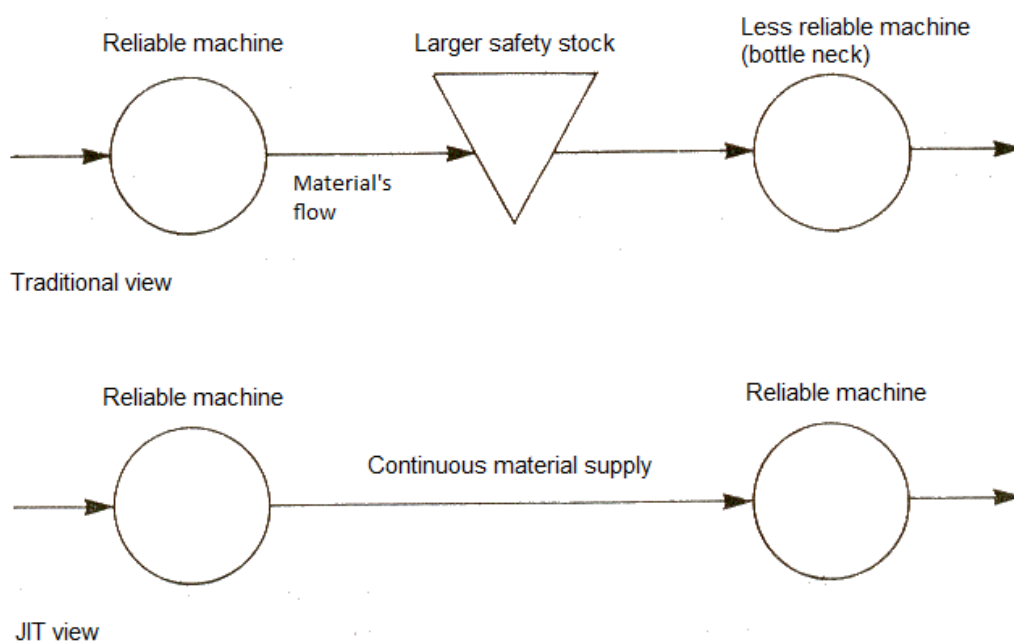 Reliable machine
Larger safety stock
Less reliable machine
(bottle neck)
Material's
flow
Traditional view
Reliable machine
Reliable machine
Continuous material supply
JIT view